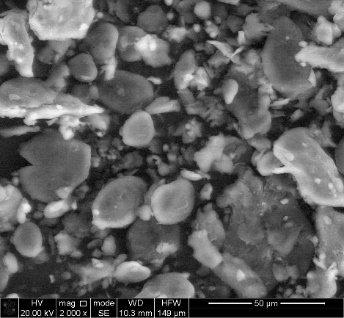 HV mag □ mode WD HFW
20.00 kV 2 000 x SE 10.3 mm 149 µm 50 µm